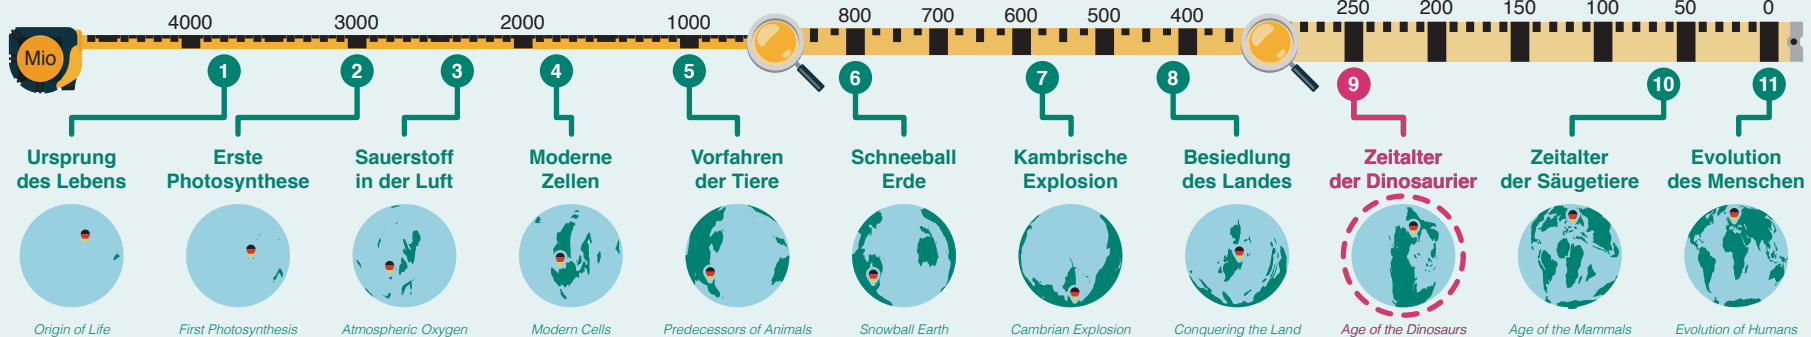 4000 3000 2000 1000 800 700 600 500 400 250 200 150 100 50 0
Mio
1 2 3 4 5 6 7 8 9 10 11
Ursprung
des Lebens
Erste
Photosynthese
Sauerstoff
in der Luft
Moderne
Zellen
Vorfahren
der Tiere
Schneeball
Erde
Kambrische
Explosion
Besiedlung
des Landes
Zeitalter
der Dinosaurier
Zeitalter
der Säugetiere
Evolution
des Menschen
Origin of Life
First Photosynthesis
Atmospheric Oxygen
Modern Cells
Predecessors of Animals
Snowball Earth
Cambrian Explosion
Conquering the Land
Age of the Dinosaurs
Age of the Mammals
Evolution of Humans